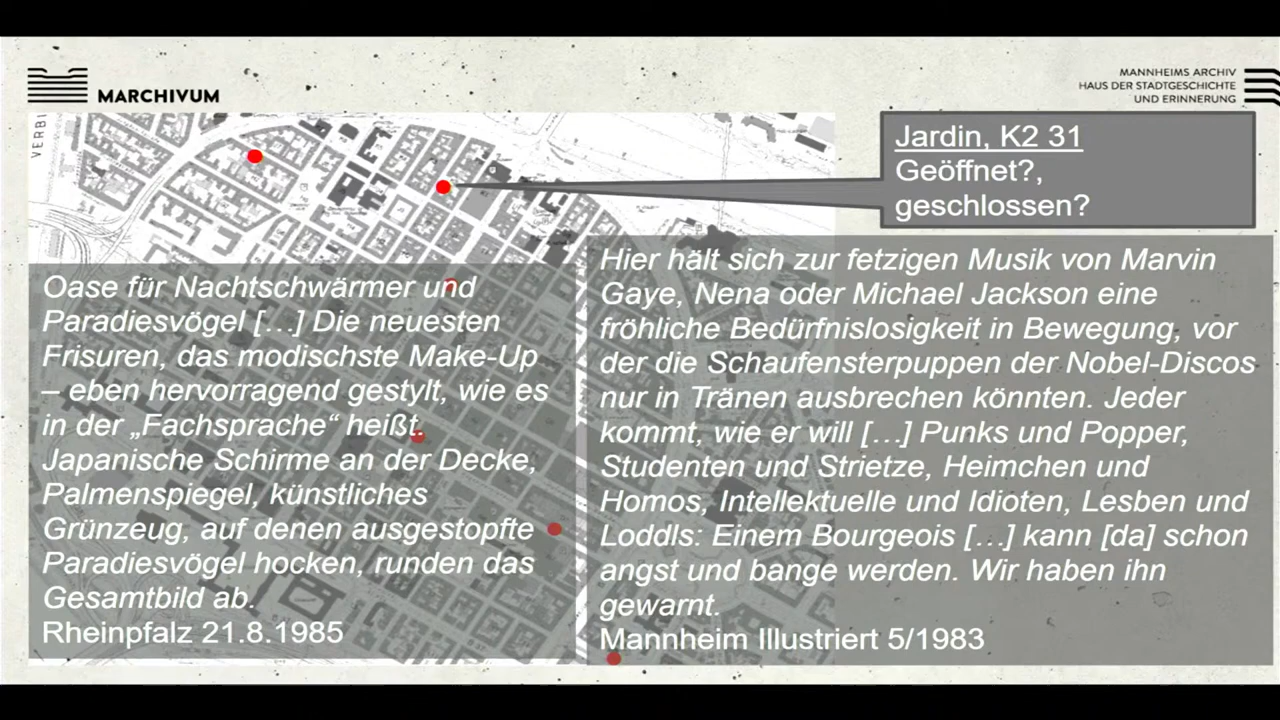 MARCHIVUM
MANNHEIMS ARCHIV
HAUS DER STADTGESCHICHTE
UND ERINNERUNG
VERBI
Jardin, K2 31
Geöffnet?,
geschlossen?
Oase für Nachtschwärmer und
Paradiesvögel […] Die neuesten
Frisuren, das modischste Make-Up
– eben hervorragend gestylt, wie es
in der „Fachsprache“ heißt.
Japanische Schirme an der Decke,
Palmenspiegel, künstliches
Grünzeug, auf denen ausgestopfte
Paradiesvögel hocken, runden das
Gesamtbild ab.
Rheinpfalz 21.8.1985
Hier hält sich zur fetzigen Musik von Marvin
Gaye, Nena oder Michael Jackson eine
fröhliche Bedürfnislosigkeit in Bewegung, vor
der die Schaufensterpuppen der Nobel-Discos
nur in Tränen ausbrechen könnten. Jeder
kommt, wie er will […] Punks und Popper,
Studenten und Strietze, Heimchen und
Homos, Intellektuelle und Idioten, Lesben und
Loddls: Einem Bourgeois […] kann [da] schon
angst und bange werden. Wir haben ihn
gewarnt.
Mannheim Illustriert 5/1983